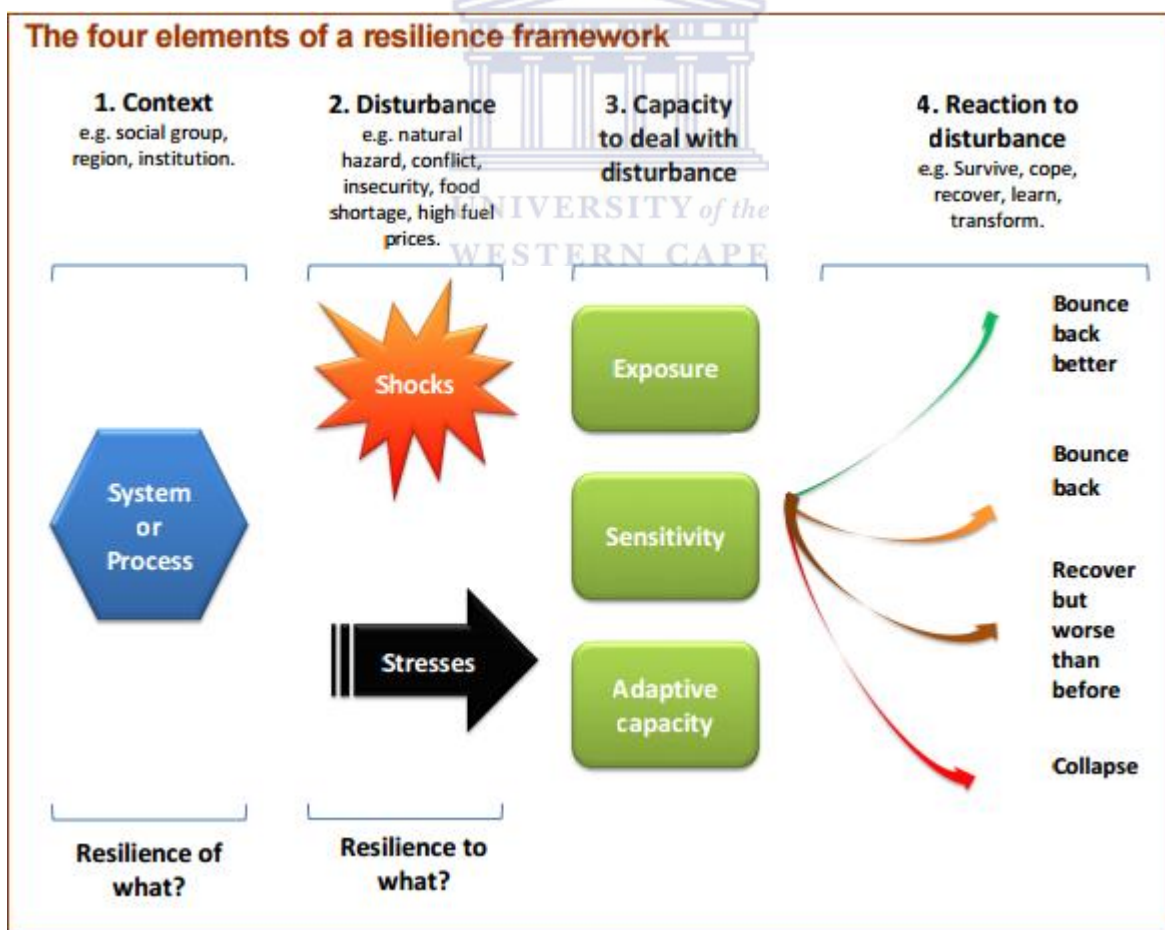 The four elements of a resilience framework
1. Context
e.g. social group,
region, institution.
2. Disturbance
e.g. natural
hazard, conflict,
insecurity, food
shortage, high fuel
prices.
3. Capacity
to deal with
disturbance
4. Reaction to
disturbance
e.g. Survive, cope,
recover, learn,
transform.
UNIVERSITY of the
WESTERN CAPE
System
or
Process
Shocks
Stresses
Exposure
Sensitivity
Adaptive
capacity
Bounce
back
better
Bounce
back
Recover
but
worse
than
before
Collapse
Resilience of
what?
Resilience to
what?